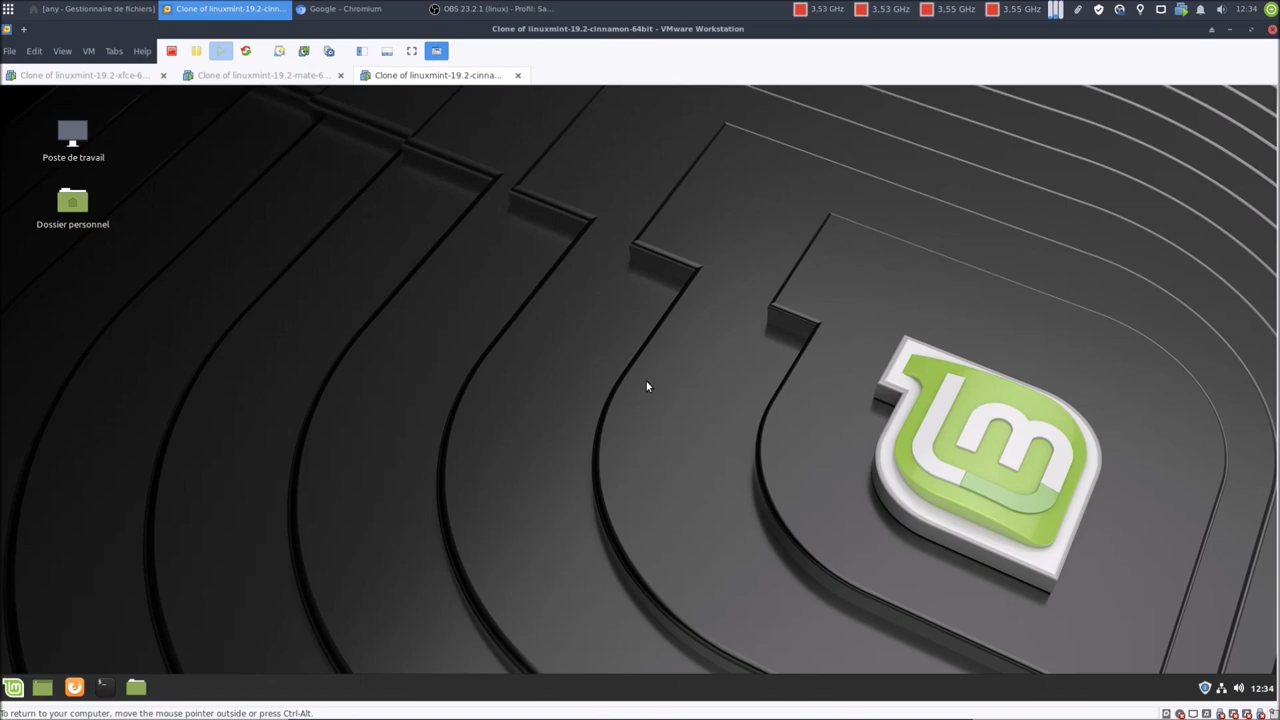 [any - Gestionnaire de fichiers]
Clone of linuxmint-19.2-cinn...
Google - Chromium
OBS 23.2.1 (linux) - Profil: Sa...
3,53 GHz
3,53 GHz
3,55 GHz
3,55 GHz
12:34
Clone of linuxmint-19.2-cinnamon-64bit - VMware Workstation
File Edit View VM Tabs Help
Clone of linuxmint-19.2-xfce-6...
Clone of linuxmint-19.2-mate-6...
Clone of linuxmint-19.2-cinna...
Poste de travail
Dossier personnel
lm
12:34
To return to your computer, move the mouse pointer outside or press Ctrl-Alt.